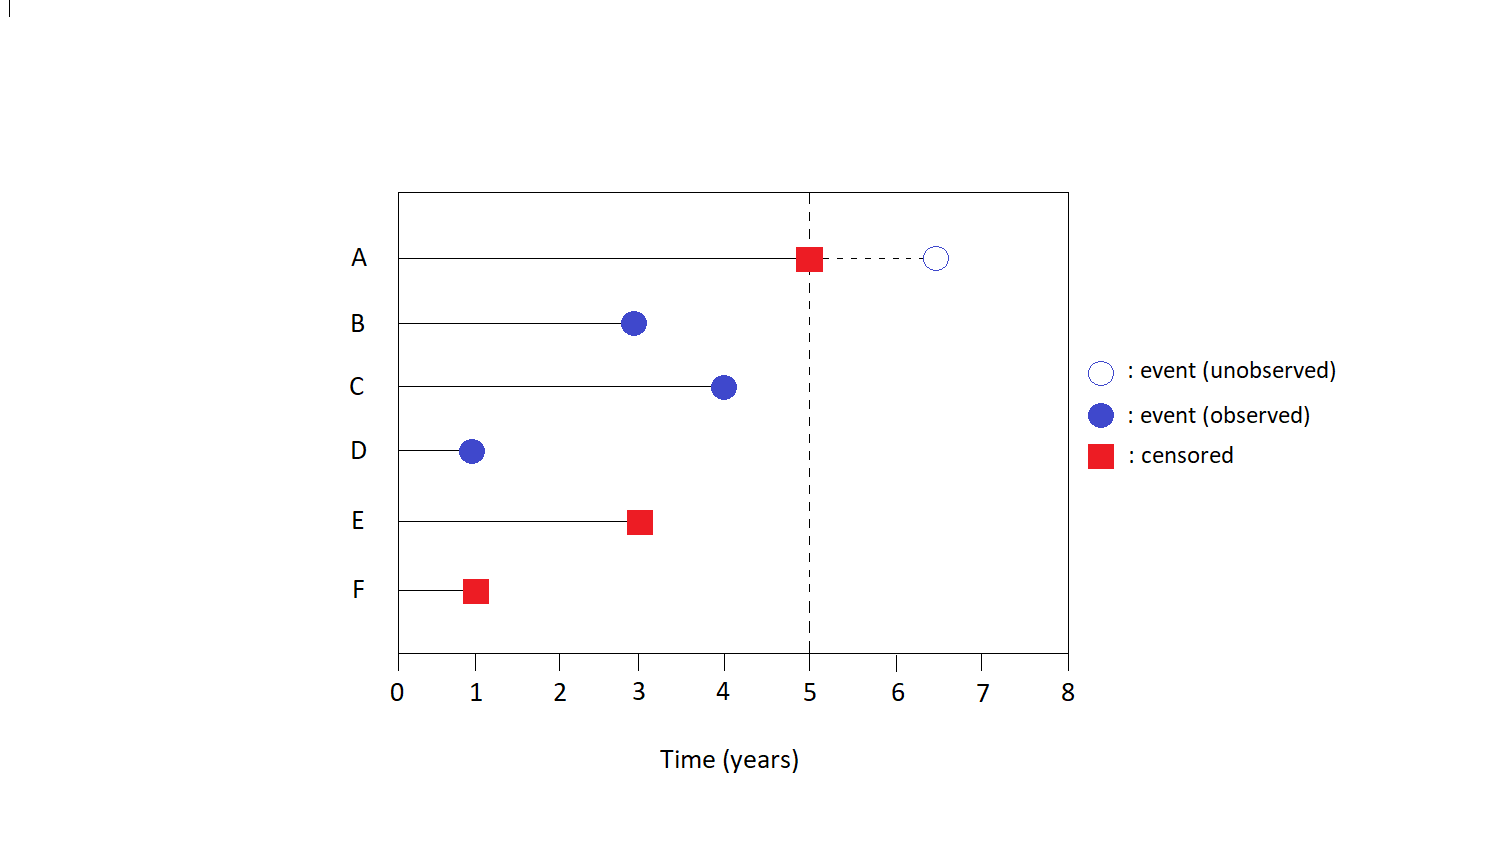 A
B
C
D
E
F
: event (unobserved)
: event (observed)
: censored
0 1 2 3 4 5 6 7 8
Time (years)